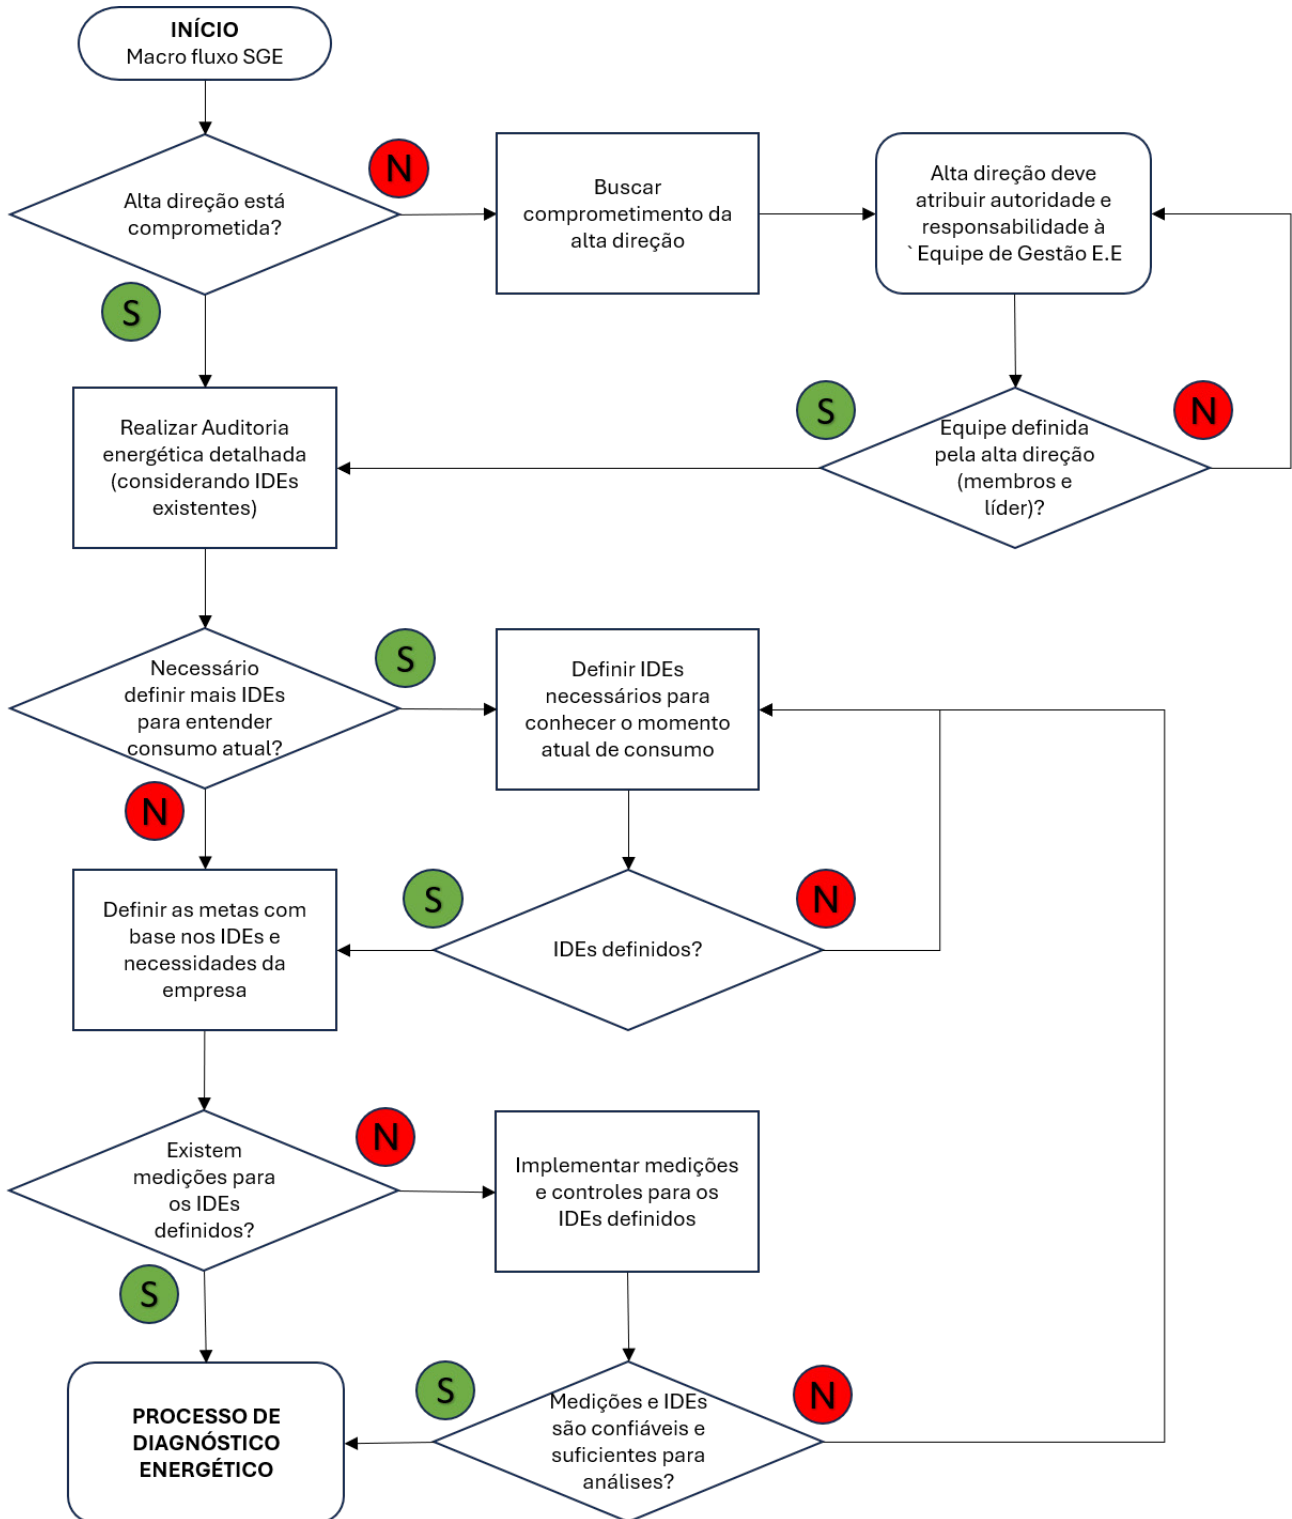 INÍCIO
Macro fluxo SGE
Alta direção está
comprometida?
N
S
Buscar
comprometimento da
alta direção
Alta direção deve
atribuir autoridade e
responsabilidade à
`Equipe de Gestão E.E
Realizar Auditoria
energética detalhada
(considerando IDEs
existentes)
S
Equipe definida
pela alta direção
(membros e
líder)?
N
Necessário
definir mais IDEs
para entender
consumo atual?
S
N
Definir IDEs
necessários para
conhecer o momento
atual de consumo
Definir as metas com
base nos IDEs e
necessidades da
empresa
S
IDEs definidos?
N
Existem
medições para
os IDEs
definidos?
N
S
Implementar medições
e controles para os
IDEs definidos
PROCESSO DE
DIAGNÓSTICO
ENERGÉTICO
S
Medições e IDEs
são confiáveis e
suficientes para
análises?
N